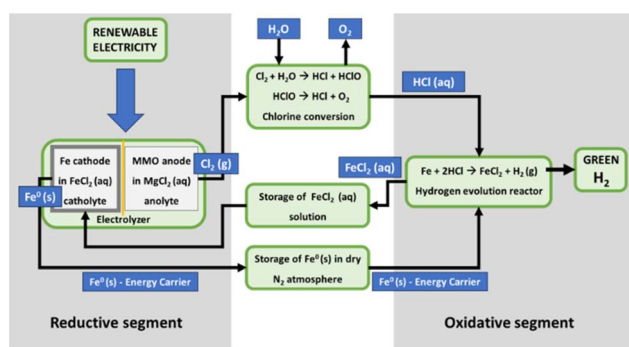 RENEWABLE
ELECTRICITY
H₂O
O₂
Cl₂ + H₂O → HCl + HClO
HClO → HCl + O₂
Chlorine conversion
HCl (aq)
Fe cathode
in FeCl₂ (aq)
catholyte
MMO anode
in MgCl₂ (aq)
anolyte
Electrolyzer
Cl₂ (g)
Fe⁰ (s)
FeCl₂ (aq)
Fe + 2HCl → FeCl₂ + H₂ (g)
Hydrogen evolution reactor
GREEN
H₂
Storage of FeCl₂ (aq)
solution
Storage of Fe⁰(s) in dry
N₂ atmosphere
Fe⁰ (s) - Energy Carrier
Fe⁰ (s) - Energy Carrier
Reductive segment
Oxidative segment